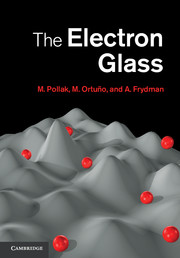 The Electron
Glass
M. Pollak, M. Ortuño, and A. Frydman
CAMBRIDGE